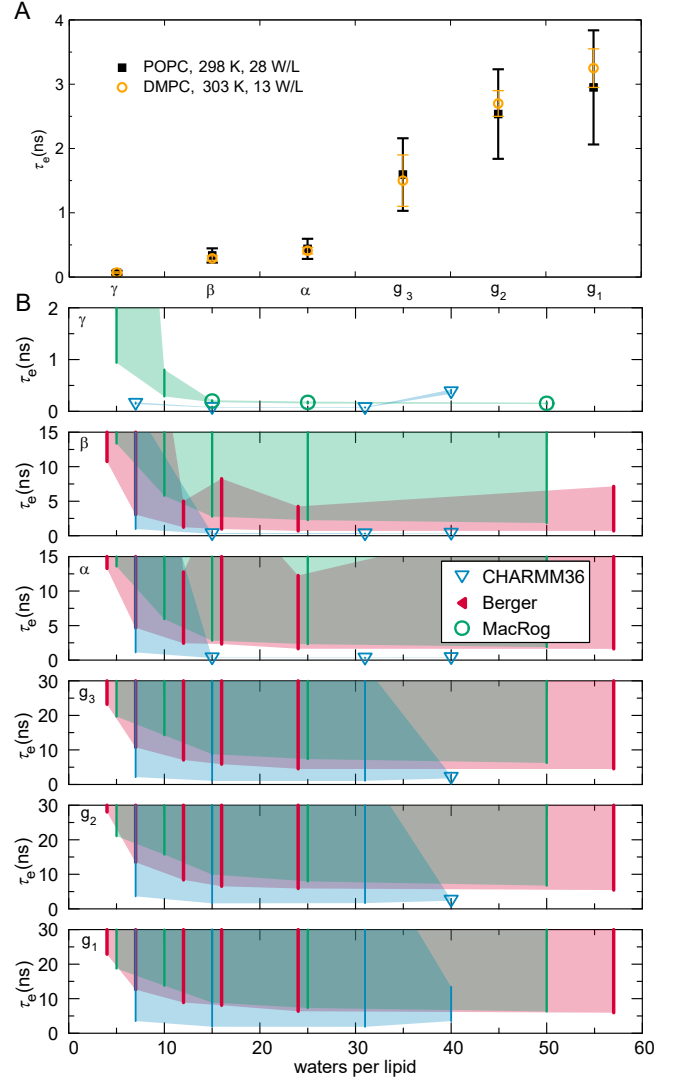 A
4
3
2
1
0
τe(ns)
POPC, 298 K, 28 W/L
DMPC, 303 K, 13 W/L
γ β α g3 g2 g1
B
γ
2
1
0
τe(ns)
β
15
10
5
0
τe(ns)
α
15
10
5
0
τe(ns)
CHARMM36
Berger
MacRog
g3
30
20
10
0
τe(ns)
g2
30
20
10
0
τe(ns)
g1
30
20
10
0
τe(ns)
0 10 20 30 40 50 60
waters per lipid